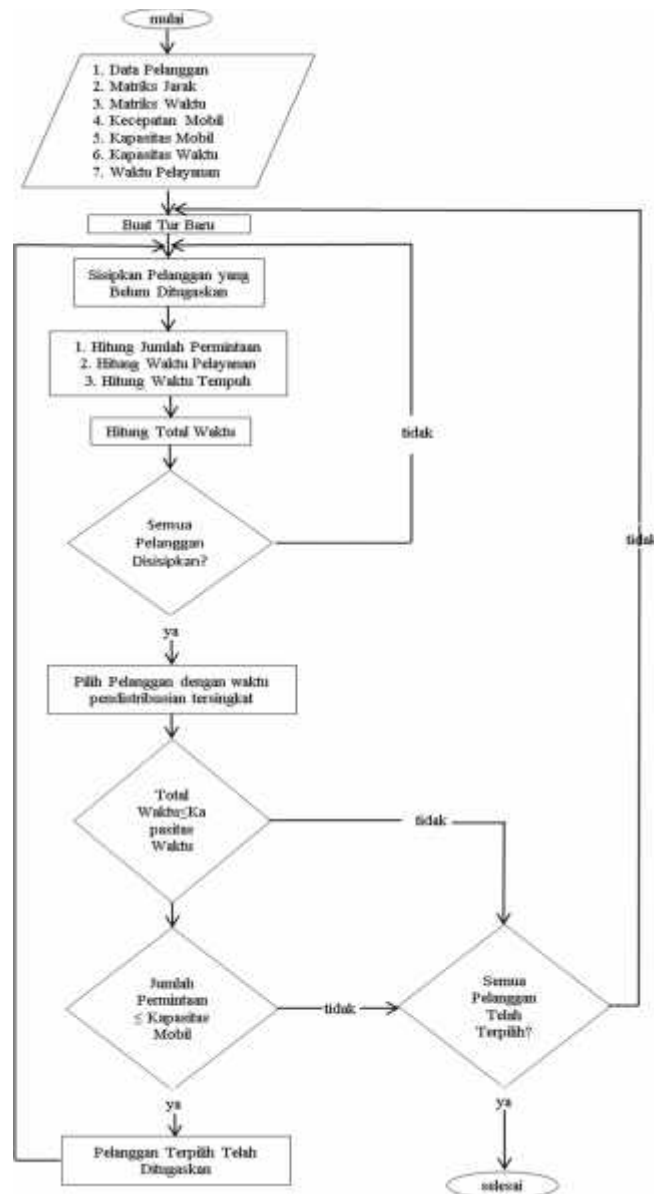 mulai
1. Data Pelanggan
2. Matriks Jarak
3. Matriks Waktu
4. Kecepatan Mobil
5. Kapasitas Mobil
6. Kapasitas Waktu
7. Waktu Pelayanan
Buat Tur Baru
Sisipkan Pelanggan yang
Belum Ditugaskan
1. Hitung Jumlah Permintaan
2. Hitung Waktu Pelayanan
3. Hitung Waktu Tempuh
Hitung Total Waktu
tidak
Semua
Pelanggan
Disisipkan?
tidak
ya
Pilih Pelanggan dengan waktu
pendistribusian tersingkat
Total
Waktu≤Ka
pasitas
Waktu
tidak
Jumlah
Permintaan
≤ Kapasitas
Mobil
tidak
Semua
Pelanggan
Telah
Terpilih?
ya
ya
Pelanggan Terpilih Telah
Ditugaskan
selesai